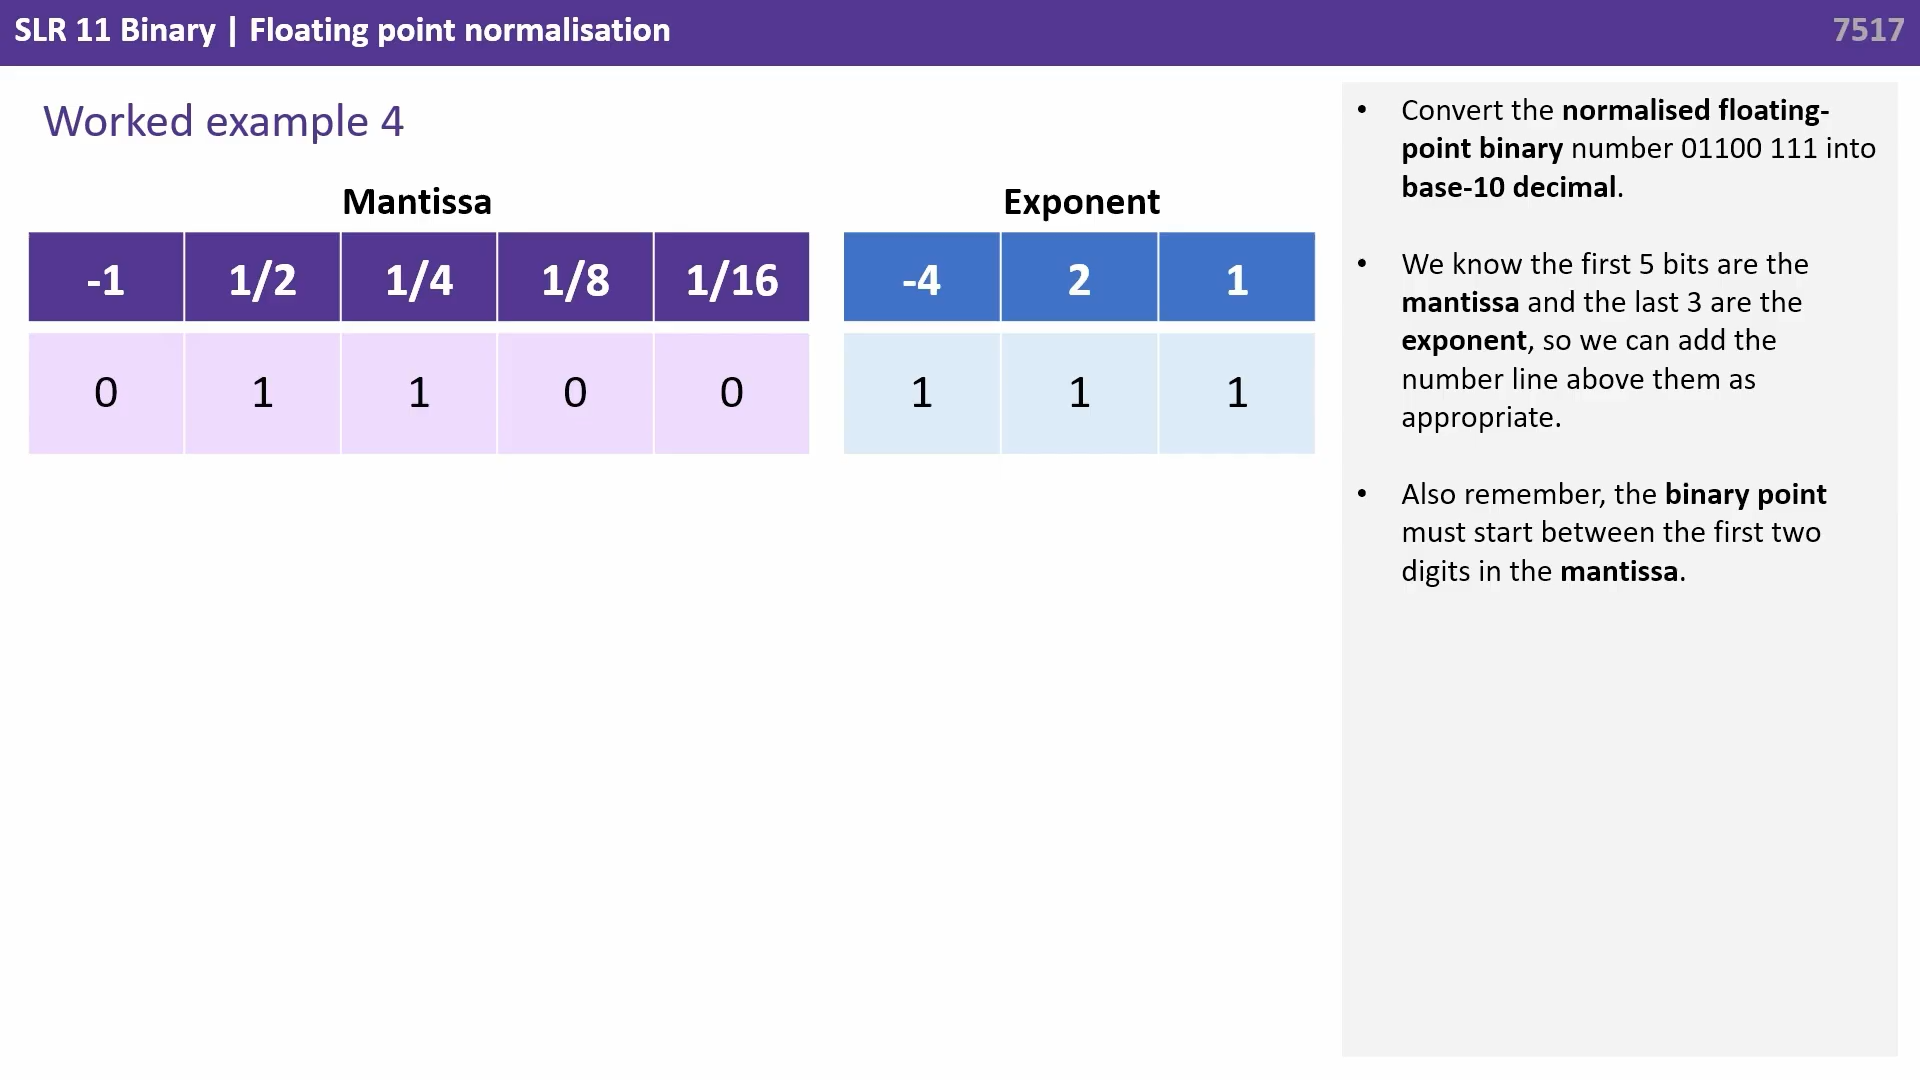 SLR 11 Binary | Floating point normalisation
7517
Worked example 4
Mantissa
Exponent
-1 1/2 1/4 1/8 1/16
-4 2 1
0 1 1 0 0
1 1 1
• Convert the normalised floating-
point binary number 01100 111 into
base-10 decimal.
• We know the first 5 bits are the
mantissa and the last 3 are the
exponent, so we can add the
number line above them as
appropriate.
• Also remember, the binary point
must start between the first two
digits in the mantissa.